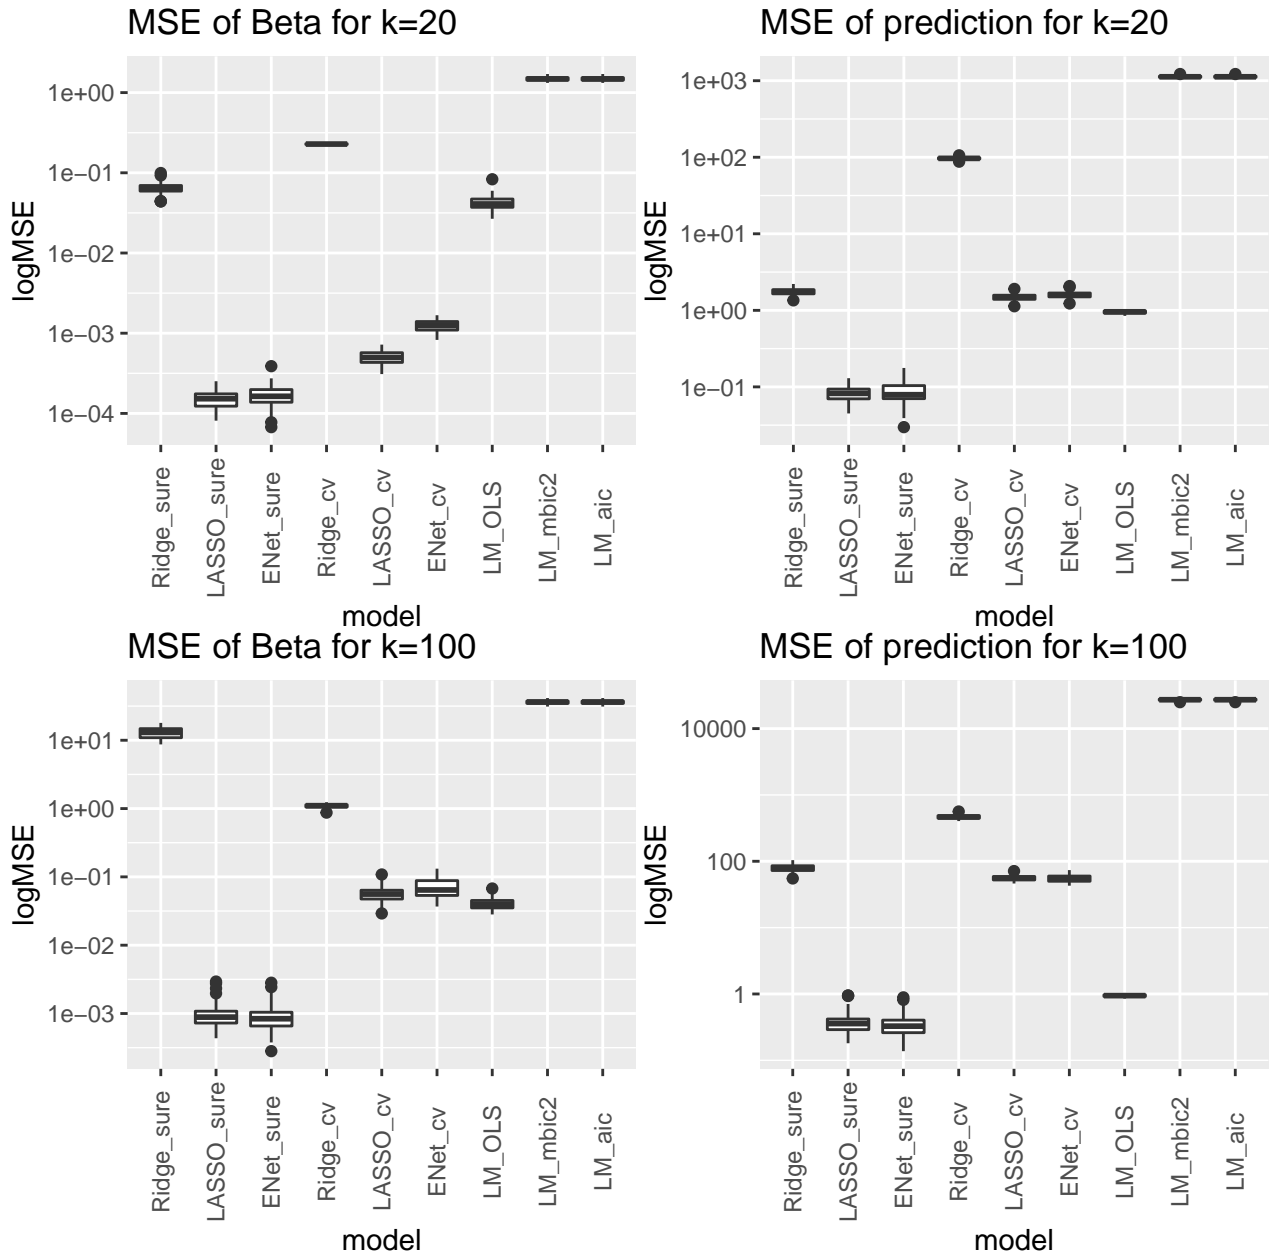 MSE of Beta for k=20
logMSE
1e+00
1e−01
1e−02
1e−03
1e−04
Ridge_sure
LASSO_sure
ENet_sure
Ridge_cv
LASSO_cv
ENet_cv
LM_OLS
LM_mbic2
LM_aic
model
MSE of prediction for k=20
logMSE
1e+03
1e+02
1e+01
1e+00
1e−01
Ridge_sure
LASSO_sure
ENet_sure
Ridge_cv
LASSO_cv
ENet_cv
LM_OLS
LM_mbic2
LM_aic
model
MSE of Beta for k=100
logMSE
1e+01
1e+00
1e−01
1e−02
1e−03
Ridge_sure
LASSO_sure
ENet_sure
Ridge_cv
LASSO_cv
ENet_cv
LM_OLS
LM_mbic2
LM_aic
model
MSE of prediction for k=100
logMSE
10000
100
1
Ridge_sure
LASSO_sure
ENet_sure
Ridge_cv
LASSO_cv
ENet_cv
LM_OLS
LM_mbic2
LM_aic
model